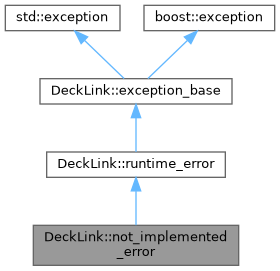 std::exception
boost::exception
DeckLink::exception_base
DeckLink::runtime_error
DeckLink::not_implemented
_error